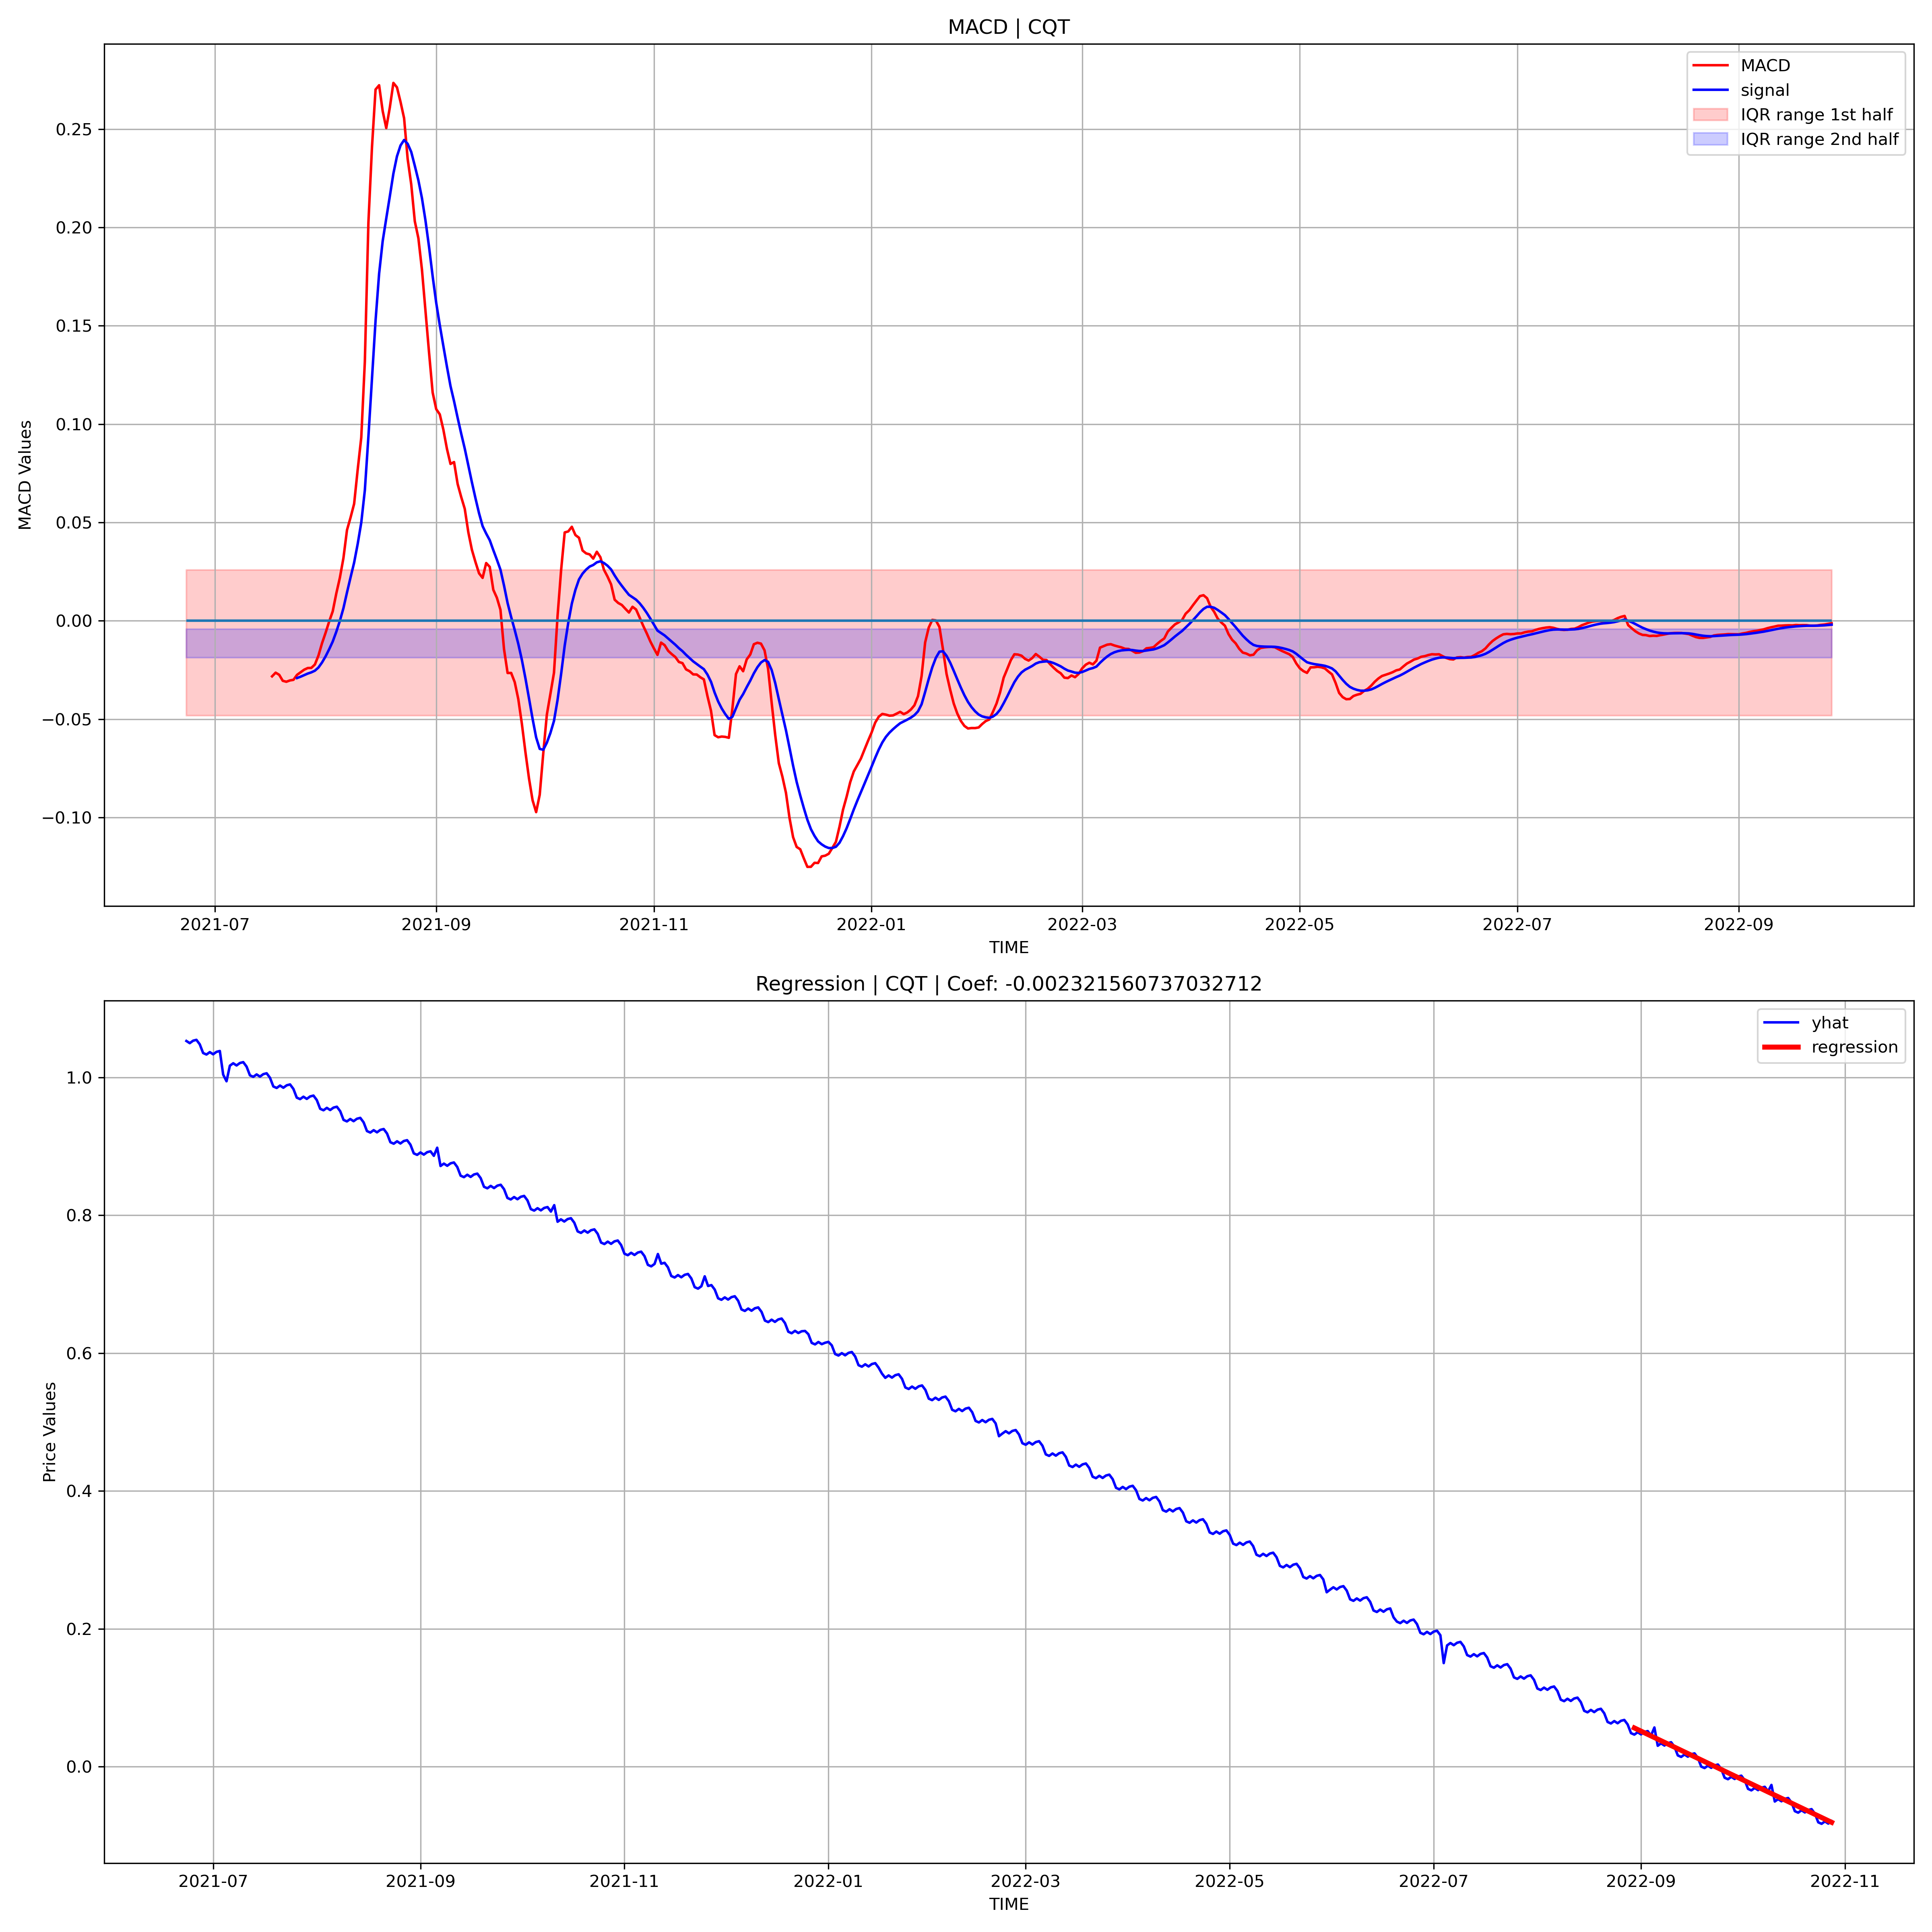 MACD | CQT
MACD
signal
IQR range 1st half
IQR range 2nd half
0.25
0.20
0.15
0.10
0.05
0.00
−0.05
−0.10
MACD Values
2021-07
2021-09
2021-11
2022-01
2022-03
2022-05
2022-07
2022-09
TIME
Regression | CQT | Coef: -0.002321560737032712
yhat
regression
1.0
0.8
0.6
0.4
0.2
0.0
Price Values
2021-07
2021-09
2021-11
2022-01
2022-03
2022-05
2022-07
2022-09
2022-11
TIME